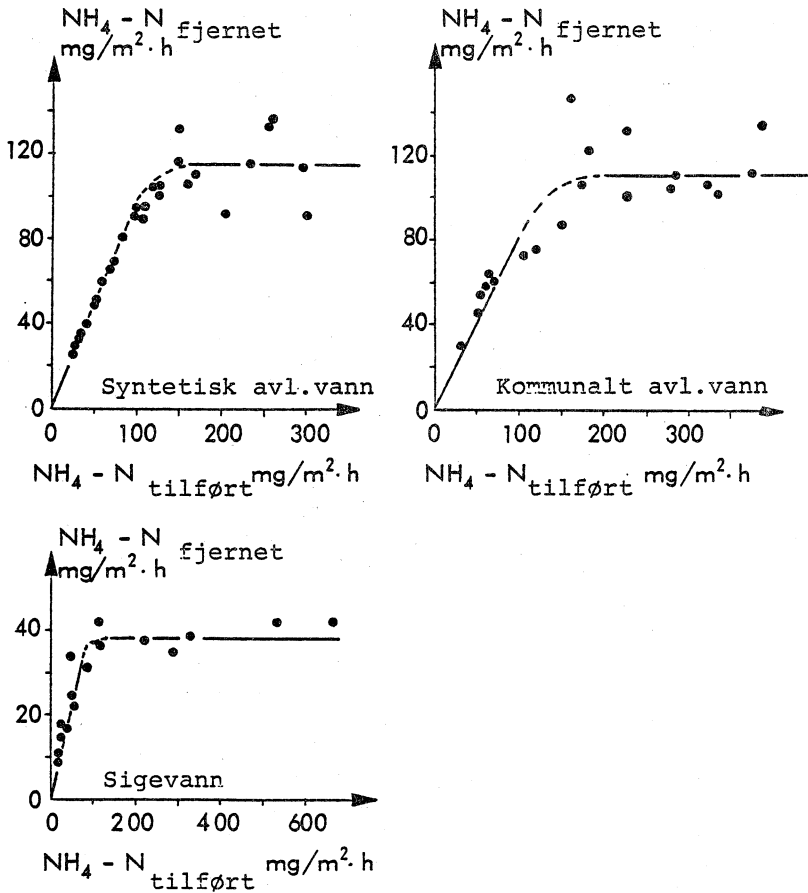 NH₄ - N fjernet
mg/m²·h
120
80
40
0
Syntetisk avl.vann
0 100 200 300
NH₄ - N tilført mg/m²·h
NH₄ - N fjernet
mg/m²·h
120
80
40
0
Kommunalt avl.vann
0 100 200 300
NH₄ - N tilført mg/m²·h
NH₄ - N fjernet
mg/m²·h
40
20
0
Sigevann
0 200 400 600
NH₄ - N tilført mg/m²·h